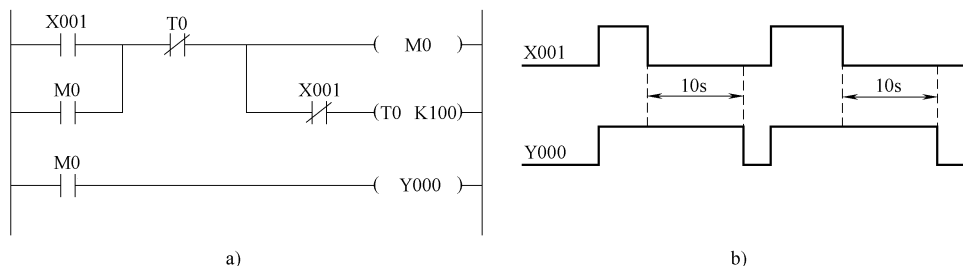 X001
T0
( M0 )
M0
X001
(T0 K100)
M0
( Y000 )
a)
X001
10s
10s
Y000
b)